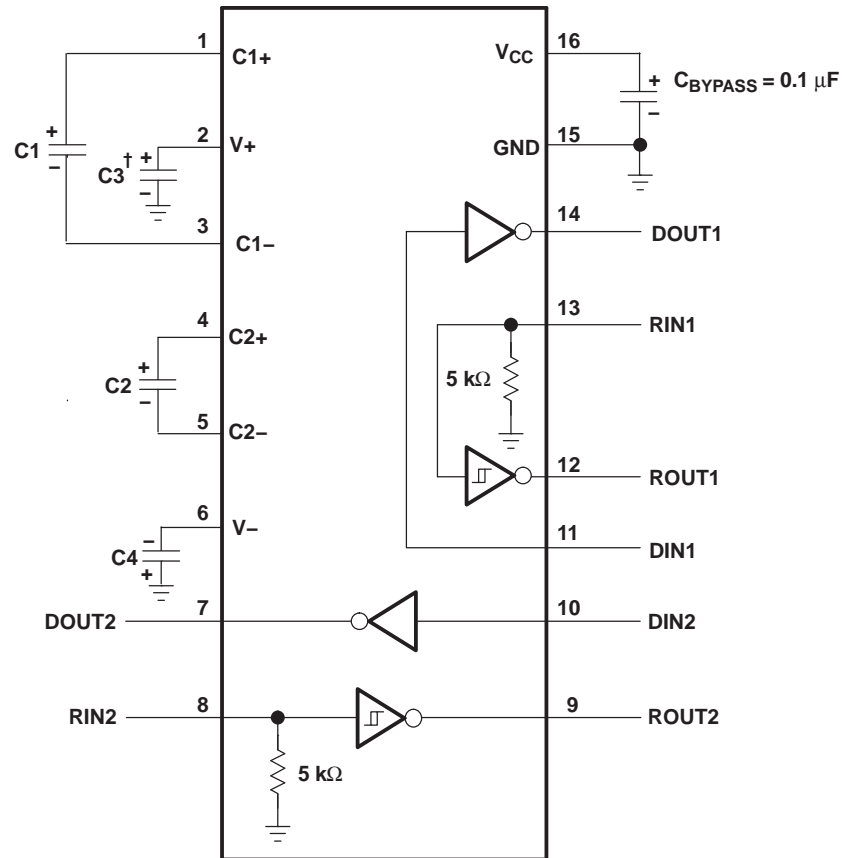 1
C1+
C1
+
−
2
V+
C3†
+
−
3
C1−
4
C2+
C2
+
−
5
C2−
6
V−
C4
−
+
7
DOUT2
8
RIN2
5 kΩ
VCC
16
+
−
CBYPASS = 0.1 μF
GND
15
14
DOUT1
13
RIN1
5 kΩ
12
ROUT1
11
DIN1
10
DIN2
9
ROUT2